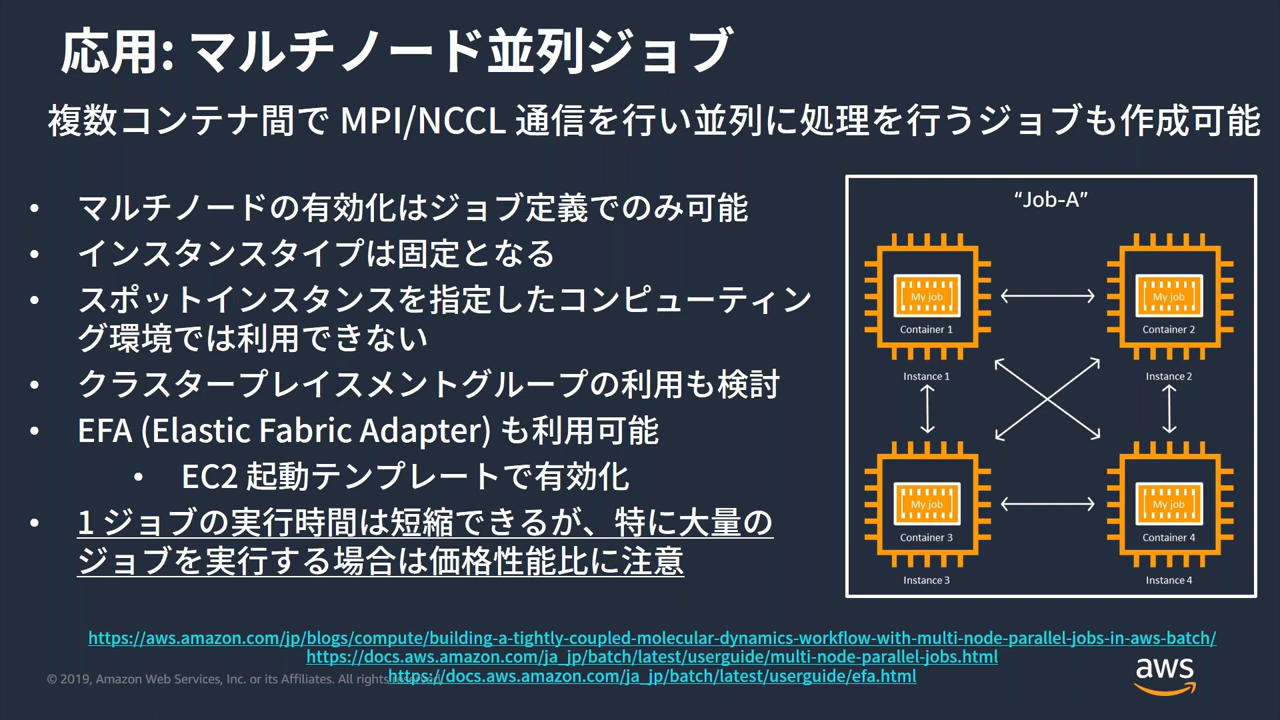 応用: マルチノード並列ジョブ
複数コンテナ間で MPI/NCCL 通信を行い並列に処理を行うジョブも作成可能
• マルチノードの有効化はジョブ定義でのみ可能
• インスタンスタイプは固定となる
• スポットインスタンスを指定したコンピューティン
グ環境では利用できない
• クラスタープレイスメントグループの利用も検討
• EFA (Elastic Fabric Adapter) も利用可能
• EC2 起動テンプレートで有効化
• 1 ジョブの実行時間は短縮できるが、特に大量の
ジョブを実行する場合は価格性能比に注意
“Job-A”
My job
Container 1
Instance 1
My job
Container 2
Instance 2
My job
Container 3
Instance 3
My job
Container 4
Instance 4
https://aws.amazon.com/jp/blogs/compute/building-a-tightly-coupled-molecular-dynamics-workflow-with-multi-node-parallel-jobs-in-aws-batch/
https://docs.aws.amazon.com/ja_jp/batch/latest/userguide/multi-node-parallel-jobs.html
https://docs.aws.amazon.com/ja_jp/batch/latest/userguide/efa.html
© 2019, Amazon Web Services, Inc. or its Affiliates. All rights reserved.
aws